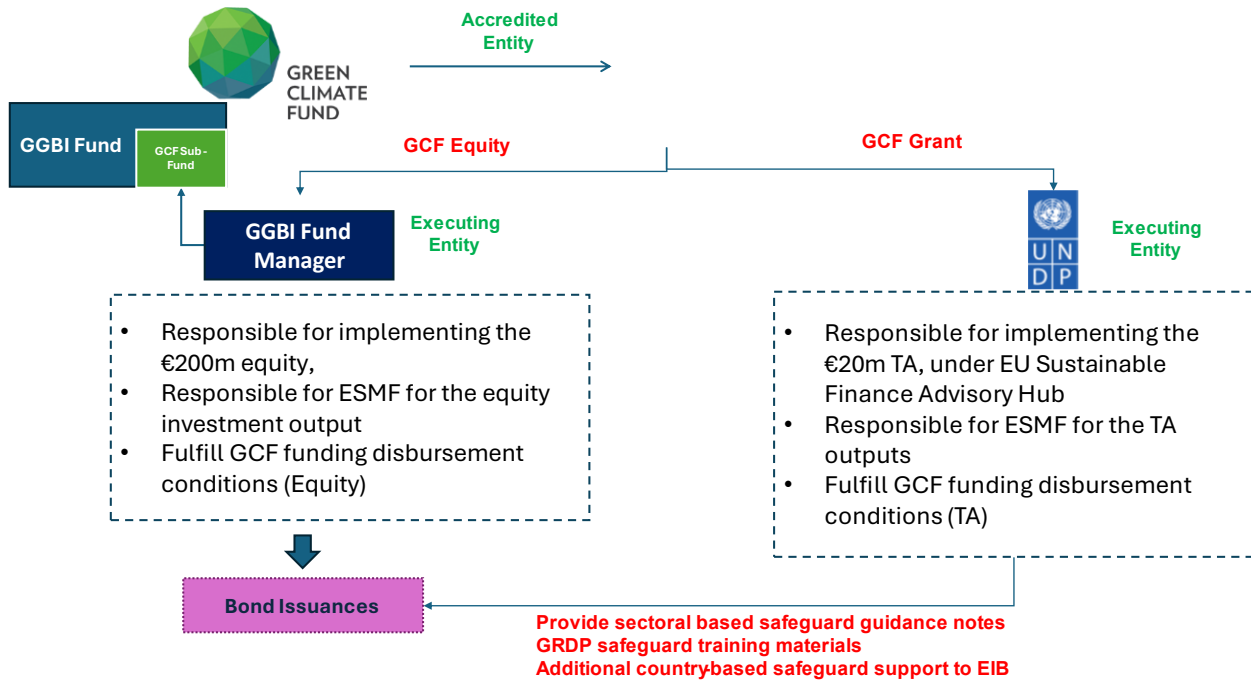 Accredited
Entity
GREEN
CLIMATE
FUND
GGBI Fund
GCF Sub-
Fund
GCF Equity
GCF Grant
GGBI Fund
Manager
Executing
Entity
U N
D P
Executing
Entity
• Responsible for implementing the
€200m equity,
• Responsible for ESMF for the equity
investment output
• Fulfill GCF funding disbursement
conditions (Equity)
• Responsible for implementing the
€20m TA, under EU Sustainable
Finance Advisory Hub
• Responsible for ESMF for the TA
outputs
• Fulfill GCF funding disbursement
conditions (TA)
Bond Issuances
Provide sectoral based safeguard guidance notes
GRDP safeguard training materials
Additional country-based safeguard support to EIB